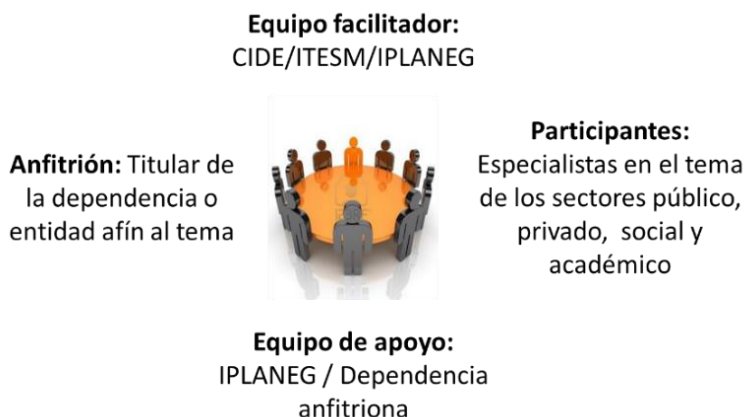 Equipo facilitador:
CIDE/ITESM/IPLANEG
Anfitrión: Titular de
la dependencia o
entidad afín al tema
Participantes:
Especialistas en el tema
de los sectores público,
privado, social y
académico
Equipo de apoyo:
IPLANEG / Dependencia
anfitriona